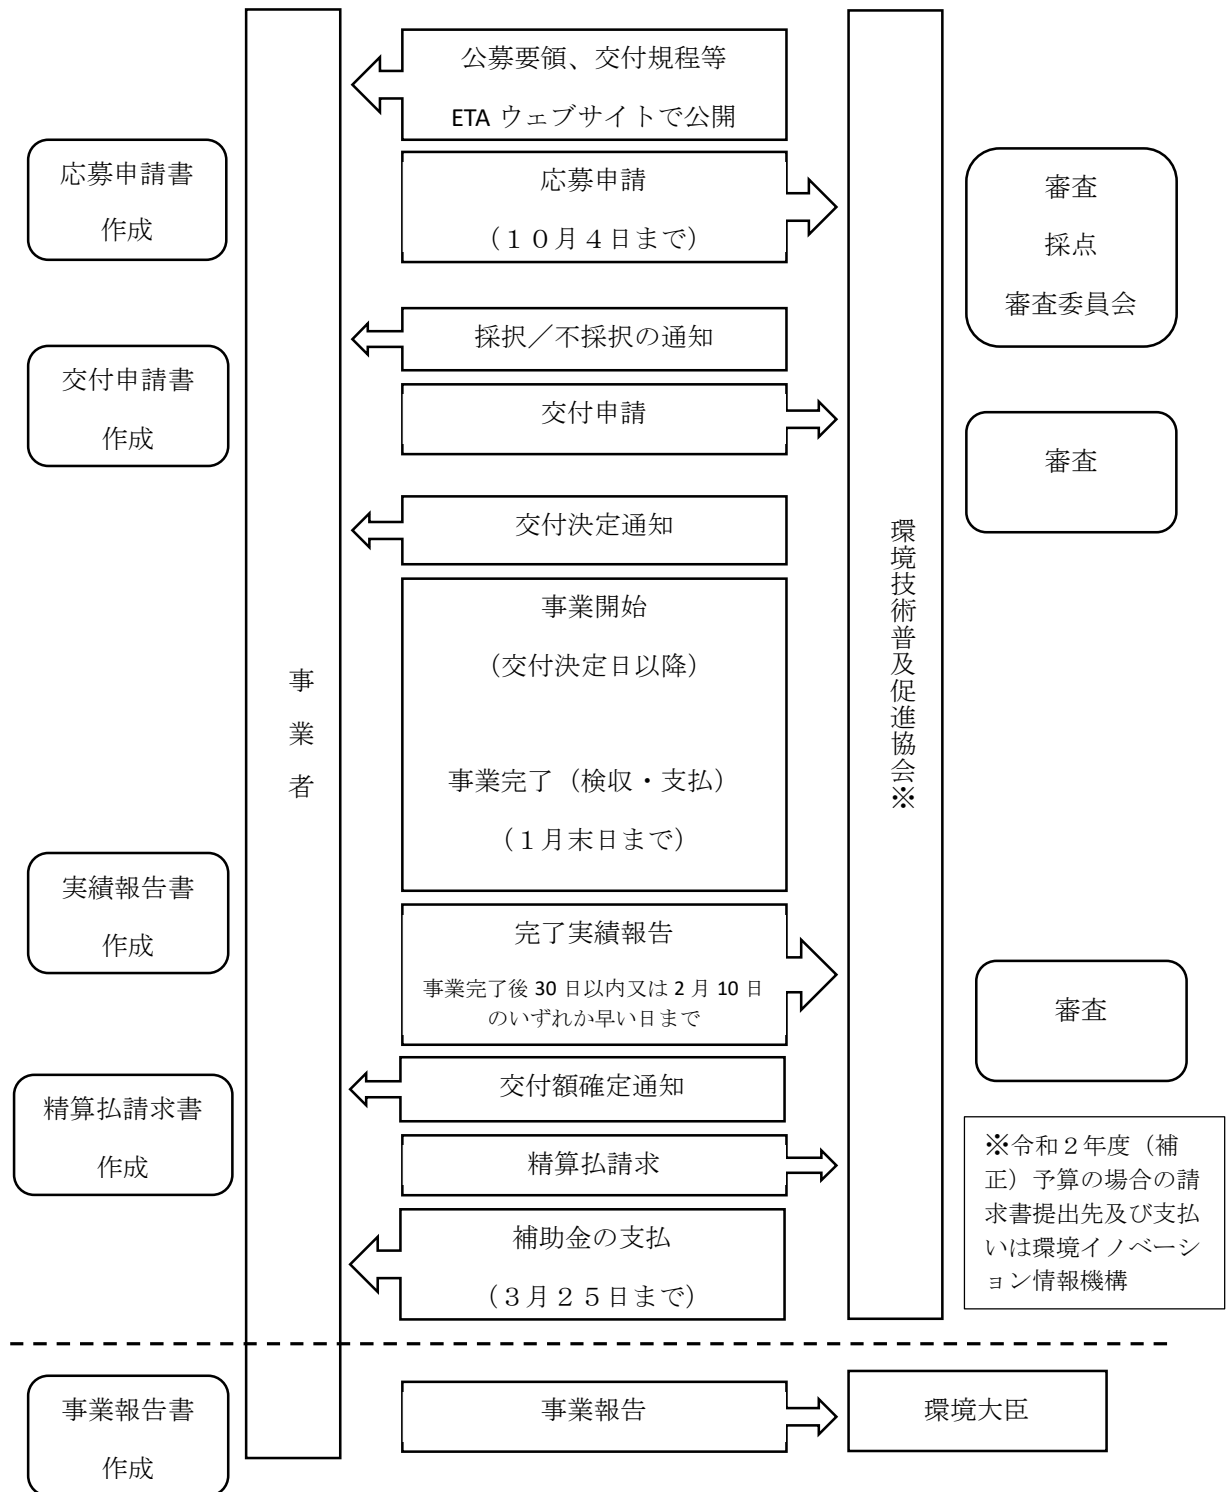 公募要領、交付規程等
ETA ウェブサイトで公開
応募申請書
作成
応募申請
（１０月４日まで）
審査
採点
審査委員会
採択／不採択の通知
交付申請書
作成
交付申請
審査
交付決定通知
事業開始
（交付決定日以降）
事業者
環境技術普及促進協会※
事業完了（検収・支払）
（１月末日まで）
実績報告書
作成
完了実績報告
事業完了後 30 日以内又は 2 月 10 日
のいずれか早い日まで
審査
交付額確定通知
精算払請求書
作成
精算払請求
※令和２年度（補
正）予算の場合の請
求書提出先及び支払
いは環境イノベーシ
ョン情報機構
補助金の支払
（３月２５日まで）
事業報告書
作成
事業報告
環境大臣